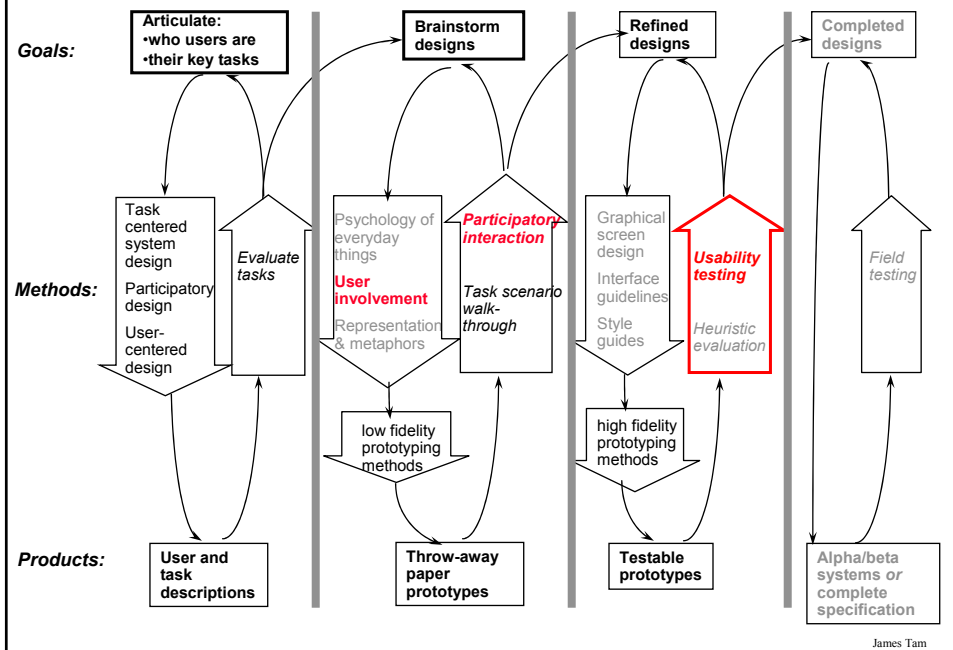 Goals:
Articulate:
•who users are
•their key tasks
Brainstorm
designs
Refined
designs
Completed
designs
Methods:
Task
centered
system
design
Participatory
design
User-
centered
design
Evaluate
tasks
Psychology of
everyday
things
User
involvement
Representation
& metaphors
Participatory
interaction
Task scenario
walk-
through
Graphical
screen
design
Interface
guidelines
Style
guides
Usability
testing
Heuristic
evaluation
Field
testing
low fidelity
prototyping
methods
high fidelity
prototyping
methods
Products:
User and
task
descriptions
Throw-away
paper
prototypes
Testable
prototypes
Alpha/beta
systems or
complete
specification
James Tam